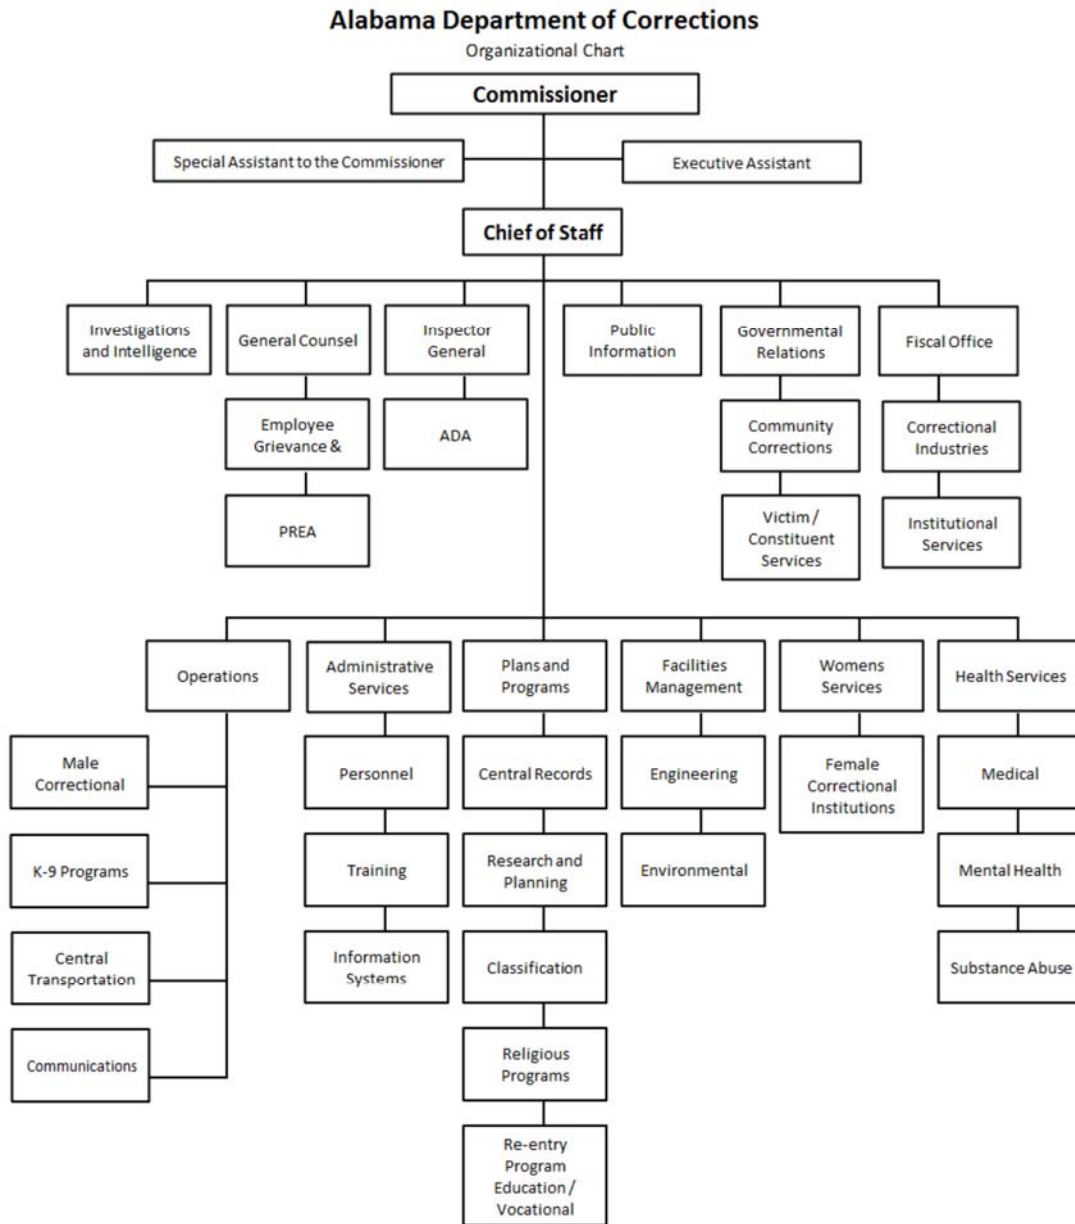 Alabama Department of Corrections
Organizational Chart
Commissioner
Special Assistant to the Commissioner
Executive Assistant
Chief of Staff
Investigations
and Intelligence
General Counsel
Inspector
General
Public
Information
Governmental
Relations
Fiscal Office
Employee
Grievance &
ADA
Community
Corrections
Correctional
Industries
PREA
Victim /
Constituent
Services
Institutional
Services
Operations
Administrative
Services
Plans and
Programs
Facilities
Management
Womens
Services
Health Services
Male
Correctional
Personnel
Central Records
Engineering
Female
Correctional
Institutions
Medical
K-9 Programs
Training
Research and
Planning
Environmental
Mental Health
Central
Transportation
Information
Systems
Classification
Substance Abuse
Communications
Religious
Programs
Re-entry
Program
Education /
Vocational